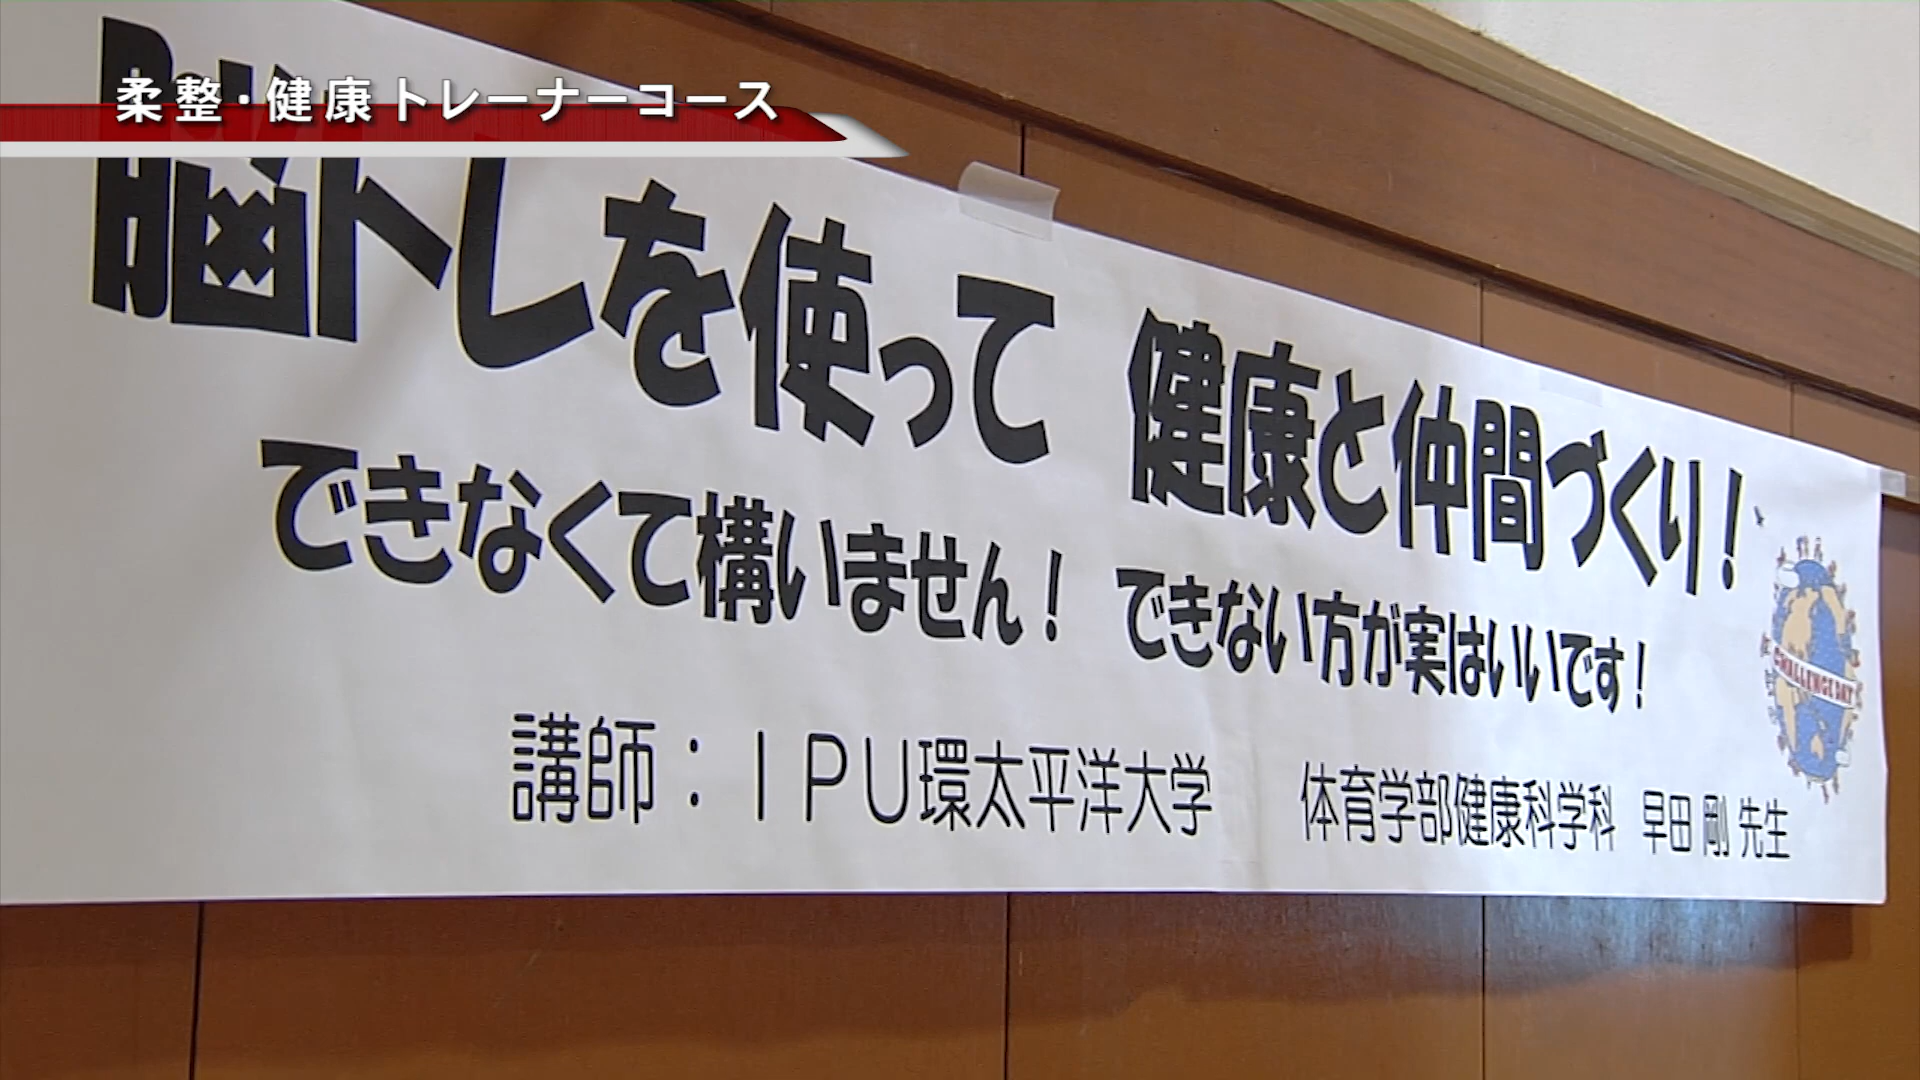 柔整・健康トレーナーコース
脳トレを使って 健康と仲間づくり！
できなくて構いません！ できない方が実はいいです！
講師：ＩＰＵ環太平洋大学 体育学部健康科学科 早田 剛 先生
CHALLENGE DAY